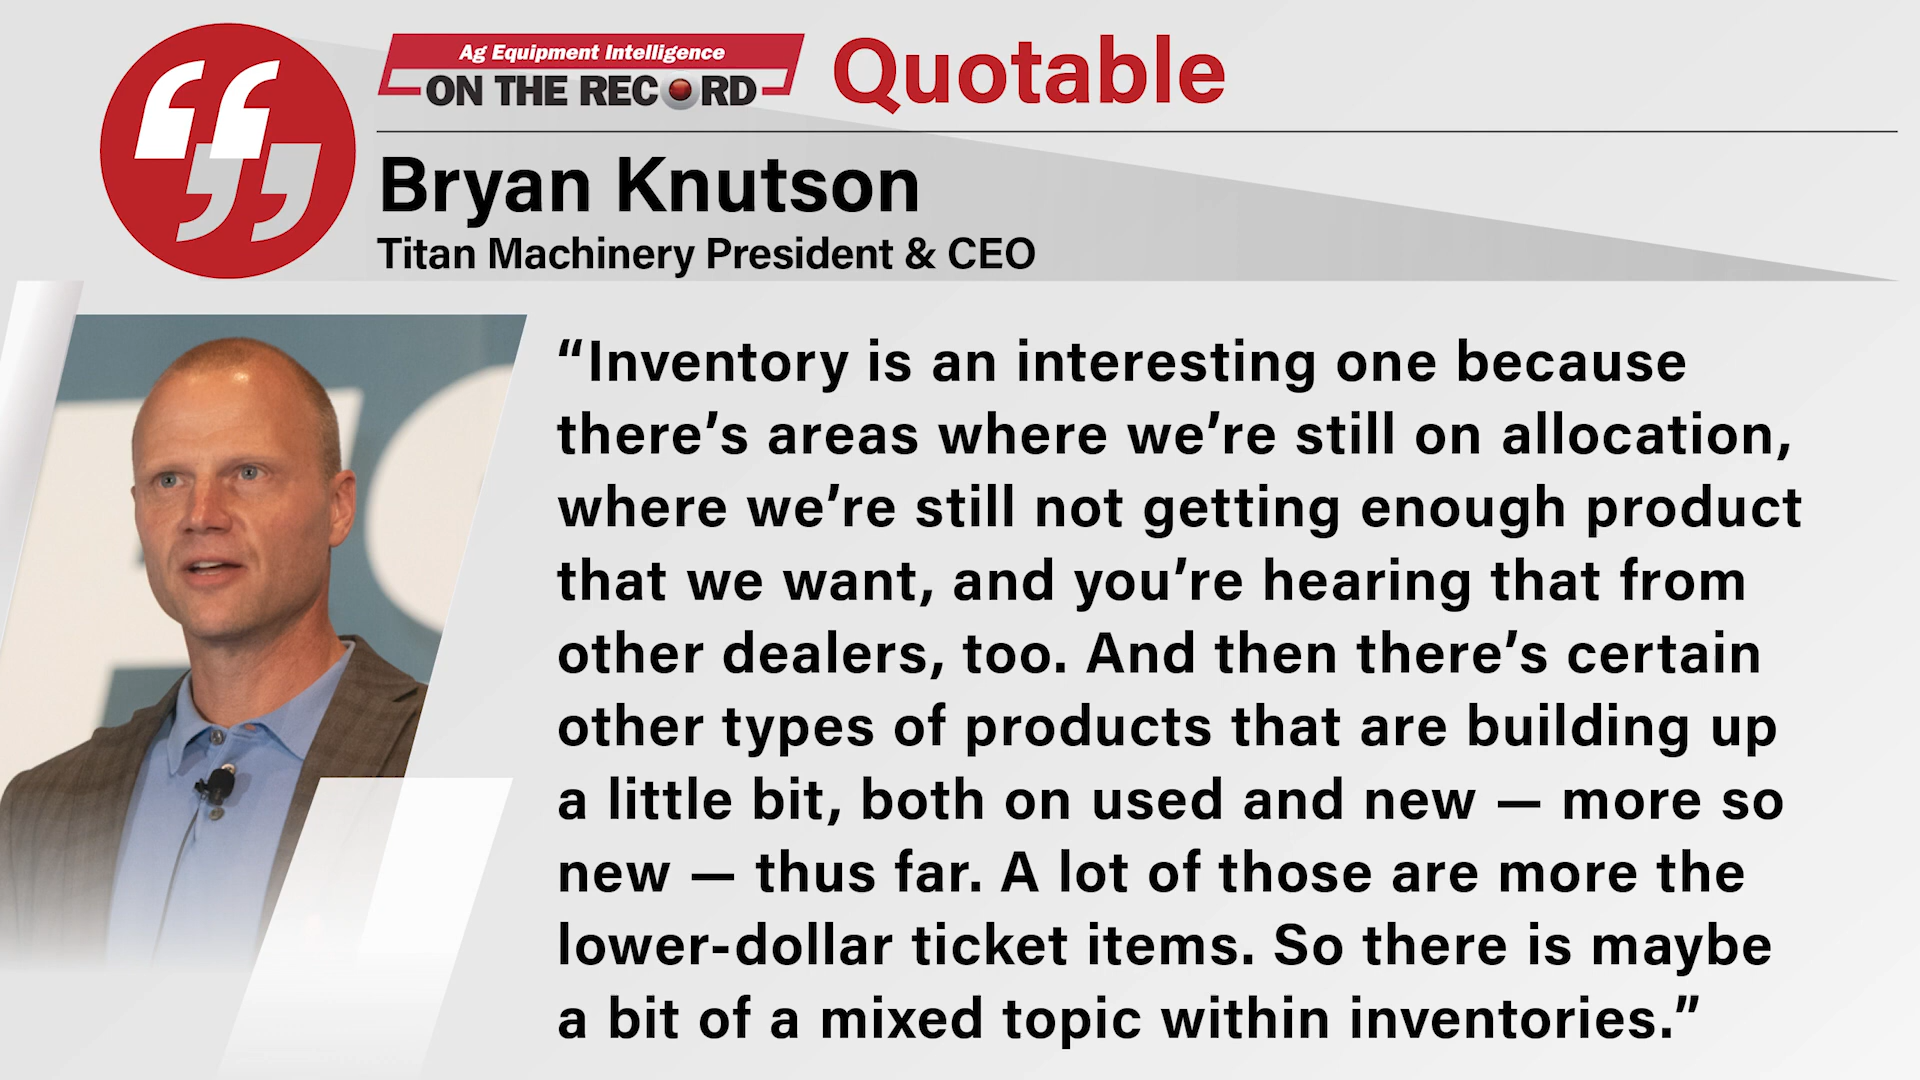 Ag Equipment Intelligence
ON THE RECORD
Quotable
Bryan Knutson
Titan Machinery President & CEO
“Inventory is an interesting one because
there’s areas where we’re still on allocation,
where we’re still not getting enough product
that we want, and you’re hearing that from
other dealers, too. And then there’s certain
other types of products that are building up
a little bit, both on used and new — more so
new — thus far. A lot of those are more the
lower-dollar ticket items. So there is maybe
a bit of a mixed topic within inventories.”